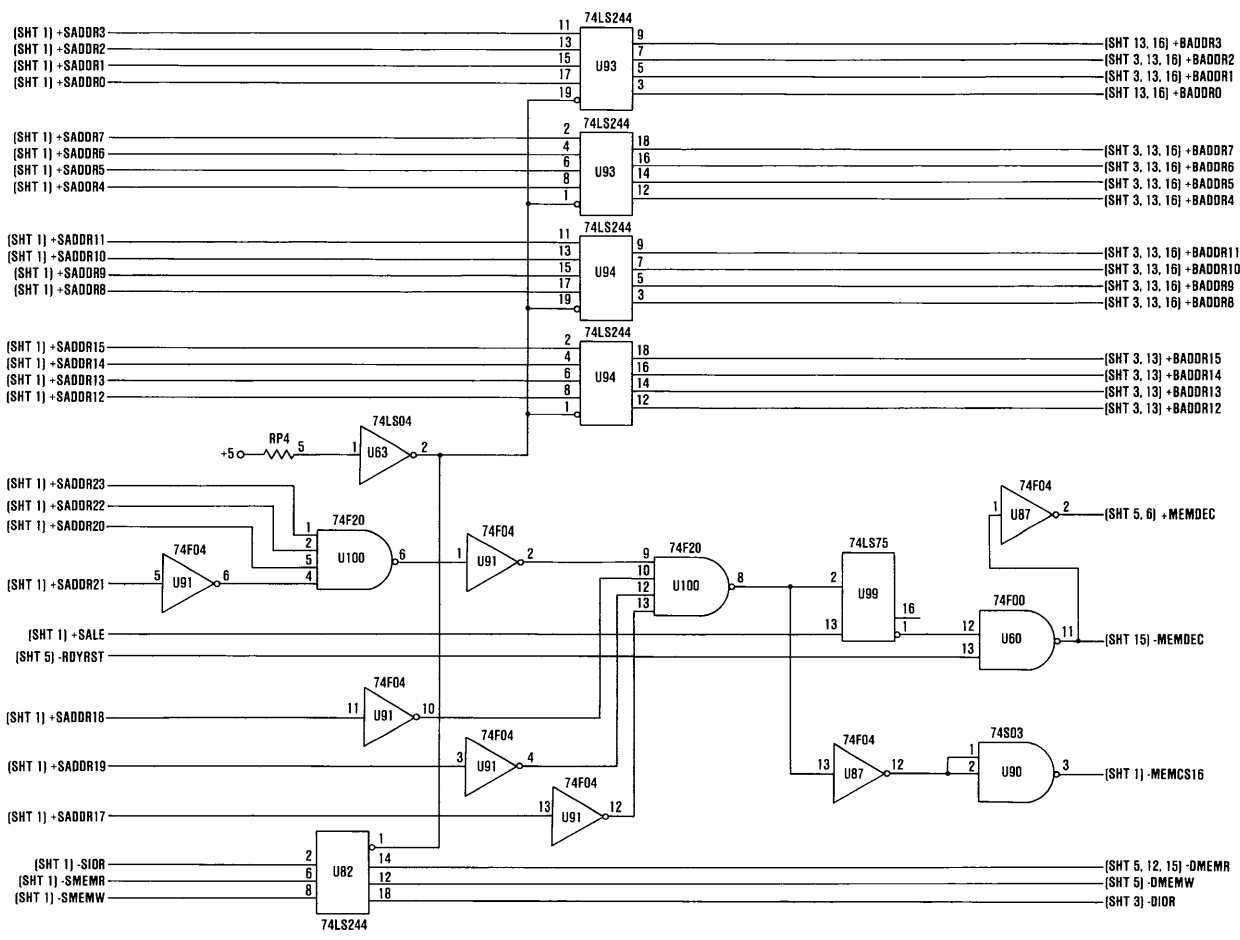 74LS244
(SHT 1) +SADDR3 11 9 (SHT 13, 16) +BADDR3
(SHT 1) +SADDR2 13 7 (SHT 3, 13, 16) +BADDR2
(SHT 1) +SADDR1 15 U93 5 (SHT 3, 13, 16) +BADDR1
(SHT 1) +SADDR0 17 3 (SHT 13, 16) +BADDR0
19
74LS244
(SHT 1) +SADDR7 2 18 (SHT 3, 13, 16) +BADDR7
(SHT 1) +SADDR6 4 16 (SHT 3, 13, 16) +BADDR6
(SHT 1) +SADDR5 6 U93 14 (SHT 3, 13, 16) +BADDR5
(SHT 1) +SADDR4 8 12 (SHT 3, 13, 16) +BADDR4
1
74LS244
(SHT 1) +SADDR11 11 9 (SHT 3, 13, 16) +BADDR11
(SHT 1) +SADDR10 13 7 (SHT 3, 13, 16) +BADDR10
(SHT 1) +SADDR9 15 U94 5 (SHT 3, 13, 16) +BADDR9
(SHT 1) +SADDR8 17 3 (SHT 3, 13, 16) +BADDR8
19
74LS244
(SHT 1) +SADDR15 2 18 (SHT 3, 13) +BADDR15
(SHT 1) +SADDR14 4 16 (SHT 3, 13) +BADDR14
(SHT 1) +SADDR13 6 U94 14 (SHT 3, 13) +BADDR13
(SHT 1) +SADDR12 8 12 (SHT 3, 13) +BADDR12
1
74LS04
RP4
+5 5 1 U63 2
(SHT 1) +SADDR23
(SHT 1) +SADDR22
(SHT 1) +SADDR20
74F20
1 2 5 4 U100 6
74F04
(SHT 1) +SADDR21 5 U91 6
74F04
1 U91 2
74F20
9 10 12 13 U100 8
74LS75
2 U99 16
13 1
74F04
1 U87 2 (SHT 5, 6) +MEMDEC
74F00
12 13 U60 11 (SHT 15) -MEMDEC
(SHT 1) +SALE
(SHT 5) -RDYRST
74F04
(SHT 1) +SADDR18 11 U91 10
74F04
(SHT 1) +SADDR19 3 U91 4
74F04
(SHT 1) +SADDR17 13 U91 12
74F04
13 U87 12
74S03
1 2 U90 3 (SHT 1) -MEMCS16
1
(SHT 1) -SIOR 2 14 (SHT 5, 12, 15) -DMEMR
(SHT 1) -SMEMR 6 U82 12 (SHT 5) -DMEMW
(SHT 1) -SMEMW 8 18 (SHT 3) -DIOR
74LS244